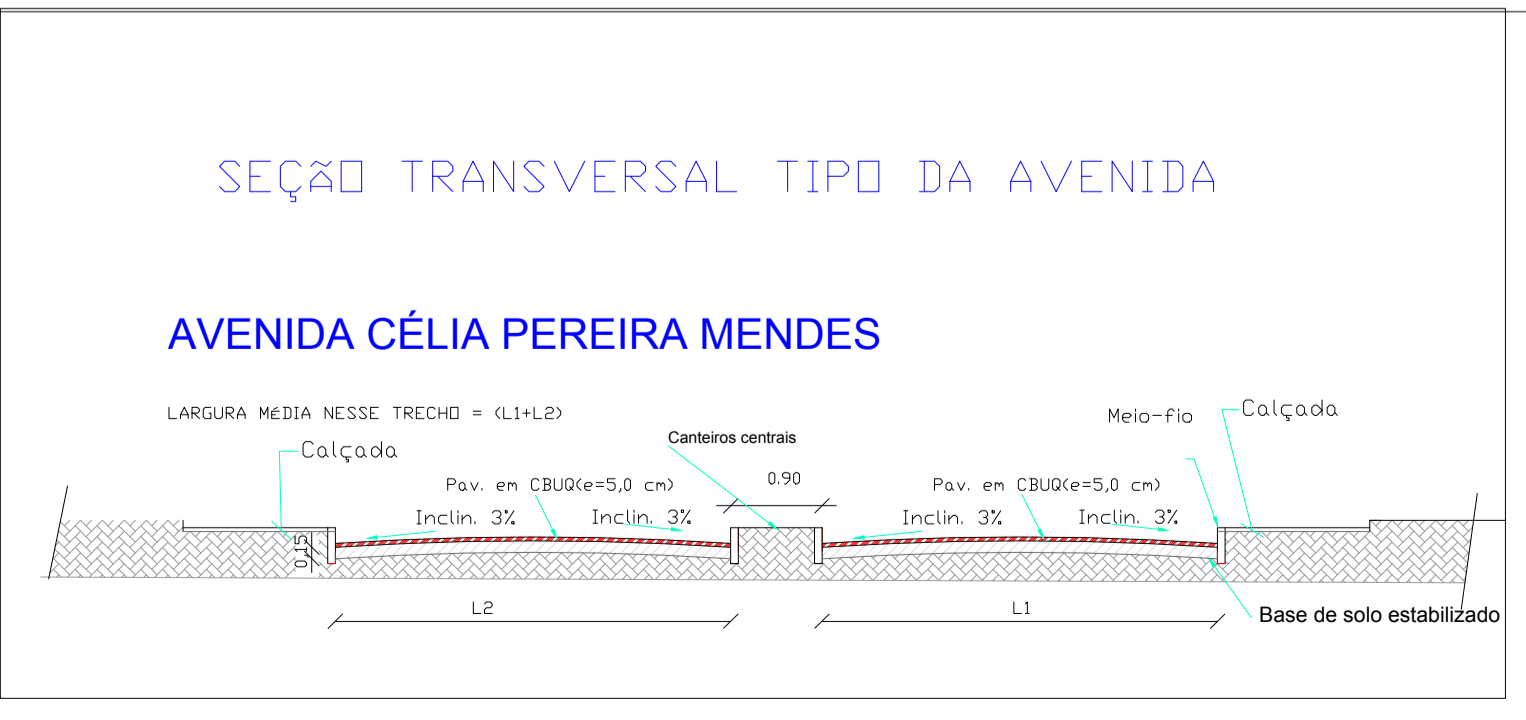 SEÇÃO TRANSVERSAL TIPO DA AVENIDA
AVENIDA CÉLIA PEREIRA MENDES
LARGURA MÉDIA NESSE TRECHO = (L1+L2)
Meio-fio
Calçada
Calçada
Canteiros centrais
0.90
Pav. em CBUQ(e=5,0 cm)
Pav. em CBUQ(e=5,0 cm)
Inclin. 3%
Inclin. 3%
Inclin. 3%
Inclin. 3%
0,15
L2
L1
Base de solo estabilizado